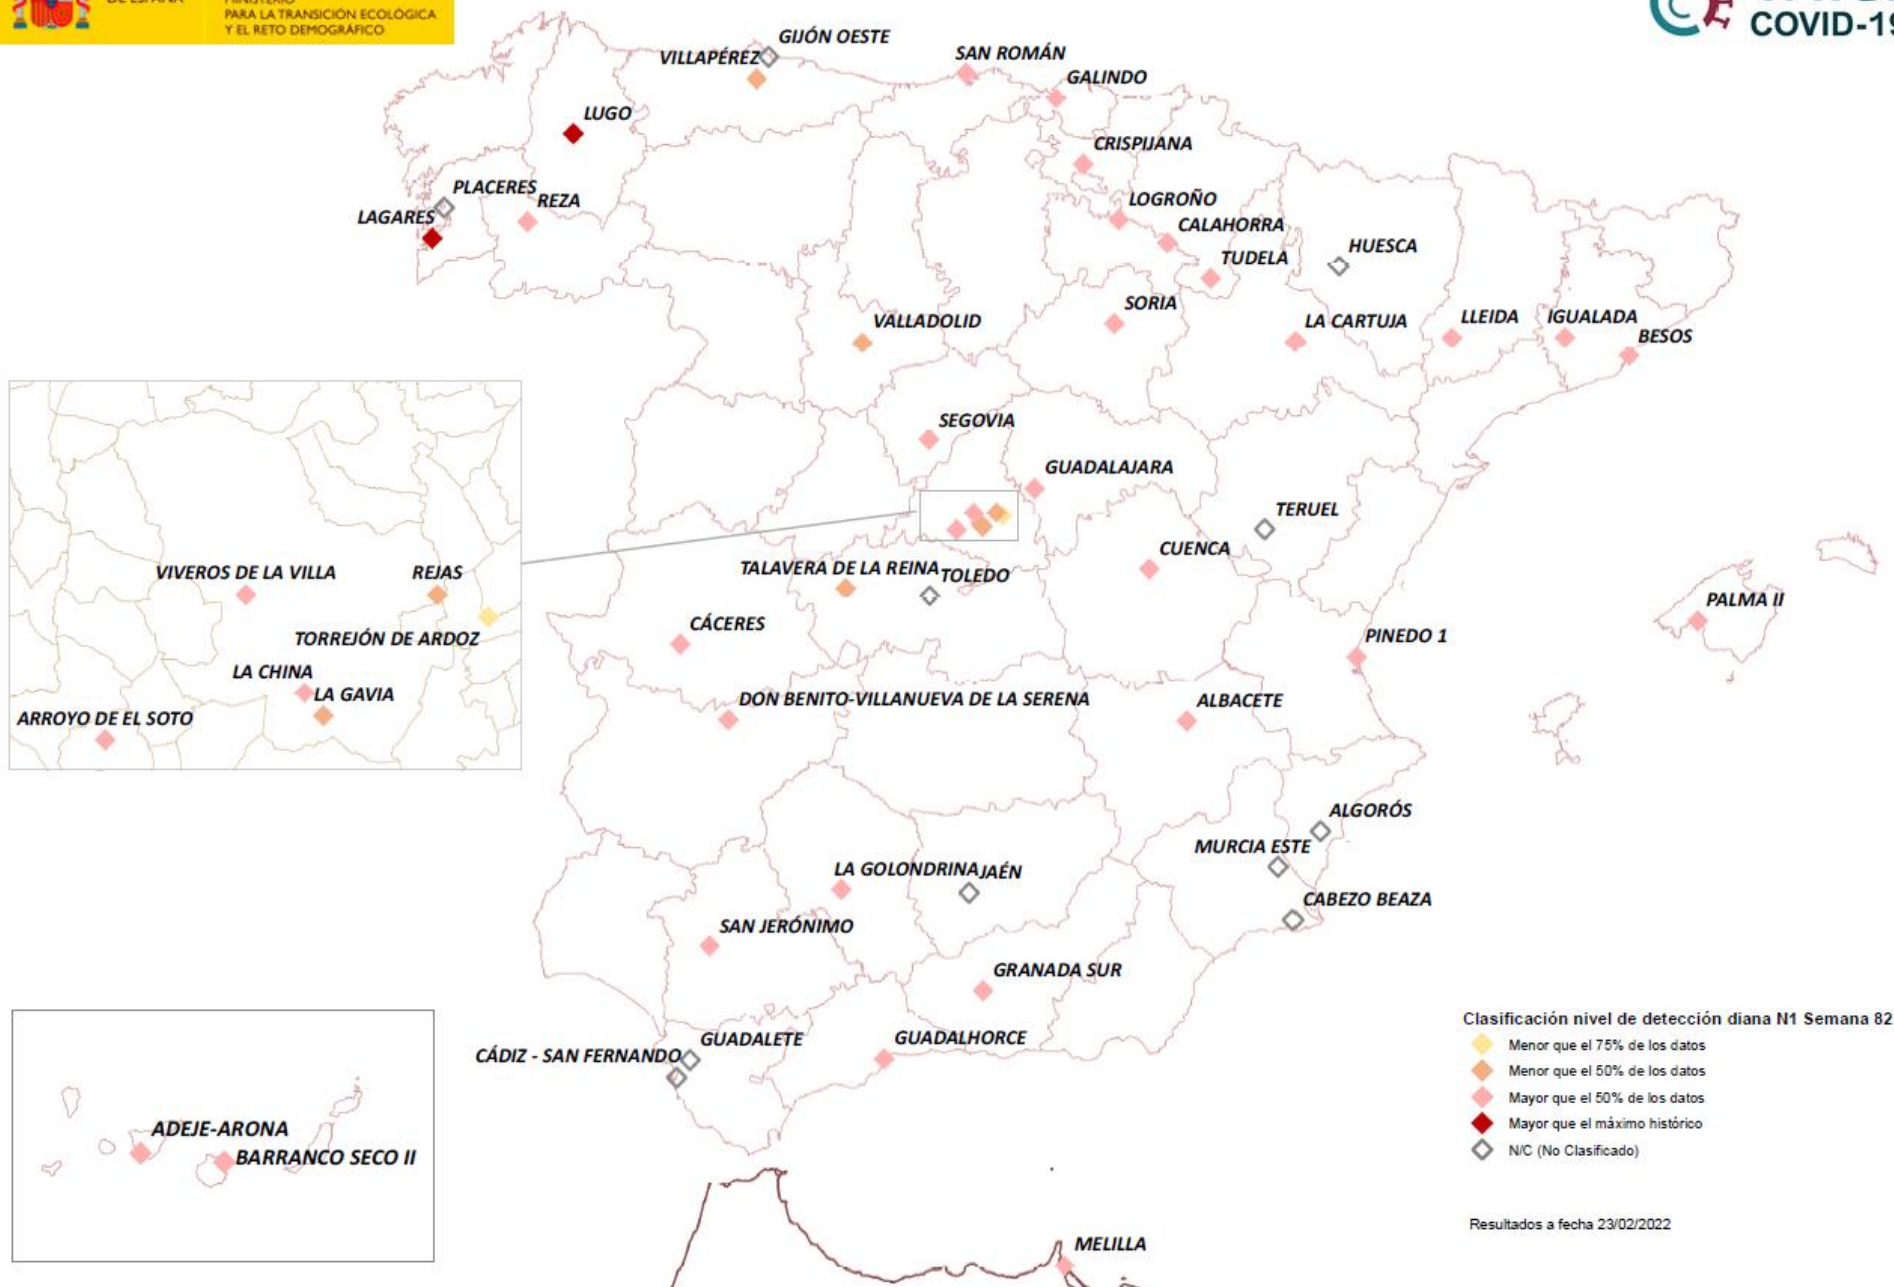 DE ESPAÑA
MINISTERIO
PARA LA TRANSICIÓN ECOLÓGICA
Y EL RETO DEMOGRÁFICO
COVID-19
GIJÓN OESTE
VILLAPÉREZ
SAN ROMÁN
GALINDO
LUGO
CRISPIJANA
PLACERES
REZA
LAGARES
LOGROÑO
CALAHORRA
TUDELA
HUESCA
SORIA
VALLADOLID
LA CARTUJA
LLEIDA
IGUALADA
BESOS
SEGOVIA
GUADALAJARA
TERUEL
CUENCA
TALAVERA DE LA REINA
TOLEDO
VIVEROS DE LA VILLA
REJAS
TORREJÓN DE ARDOZ
LA CHINA
LA GAVIA
ARROYO DE EL SOTO
CÁCERES
PALMA II
PINEDO 1
DON BENITO-VILLANUEVA DE LA SERENA
ALBACETE
ALGORÓS
MURCIA ESTE
LA GOLONDRINA
JAÉN
CABEZO BEAZA
SAN JERÓNIMO
GRANADA SUR
GUADALETE
GUADALHORCE
CÁDIZ - SAN FERNANDO
ADEJE-ARONA
BARRANCO SECO II
MELILLA
Clasificación nivel de detección diana N1 Semana 82
Menor que el 75% de los datos
Menor que el 50% de los datos
Mayor que el 50% de los datos
Mayor que el máximo histórico
N/C (No Clasificado)
Resultados a fecha 23/02/2022